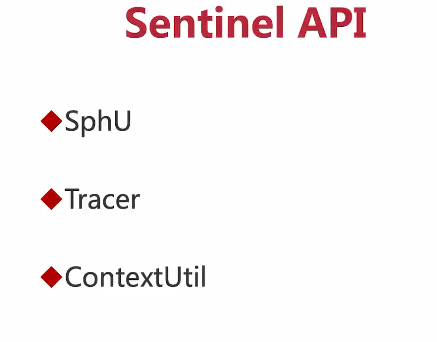 Sentinel API
SphU
Tracer
ContextUtil